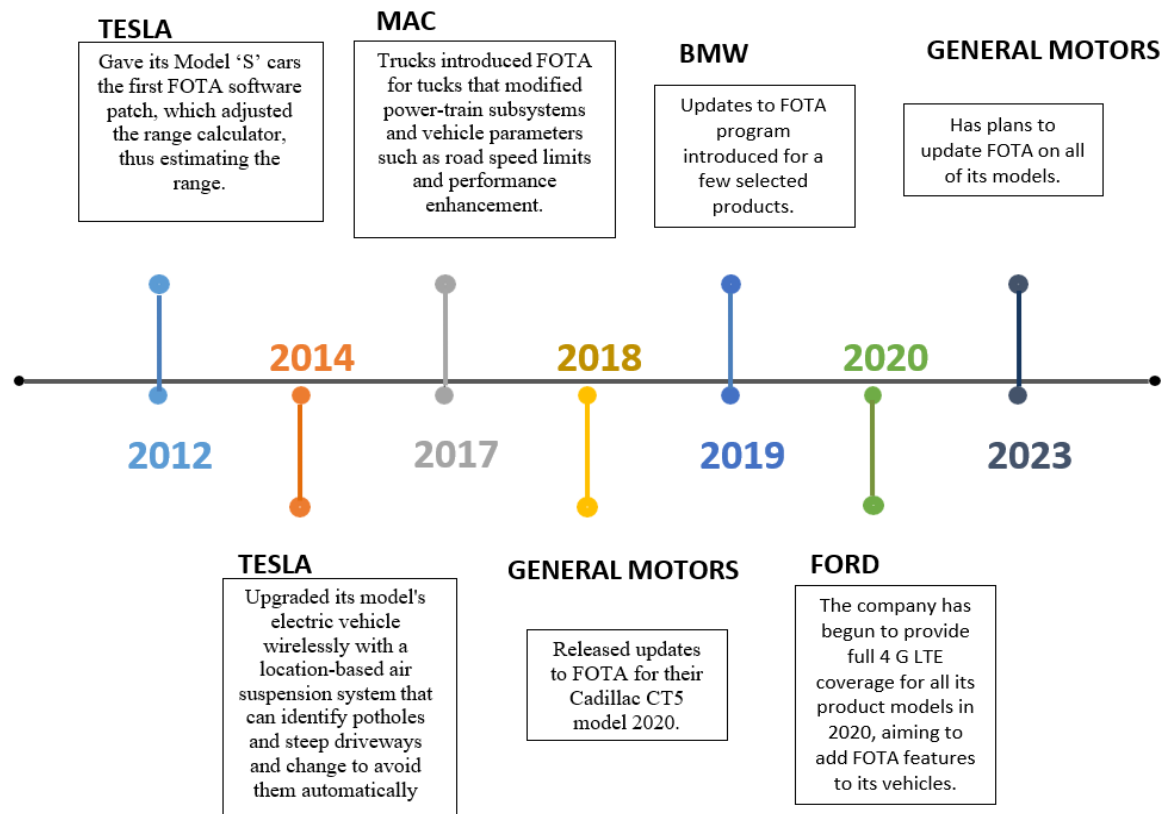 TESLA
Gave its Model ‘S’ cars
the first FOTA software
patch, which adjusted
the range calculator,
thus estimating the
range.
MAC
Trucks introduced FOTA
for tucks that modified
power-train subsystems
and vehicle parameters
such as road speed limits
and performance
enhancement.
BMW
Updates to FOTA
program
introduced for a
few selected
products.
GENERAL MOTORS
Has plans to
update FOTA on all
of its models.
2014
2018
2020
2012
2017
2019
2023
TESLA
Upgraded its model's
electric vehicle
wirelessly with a
location-based air
suspension system that
can identify potholes
and steep driveways
and change to avoid
them automatically
GENERAL MOTORS
Released updates
to FOTA for their
Cadillac CT5
model 2020.
FORD
The company has
begun to provide
full 4 G LTE
coverage for all its
product models in
2020, aiming to
add FOTA features
to its vehicles.